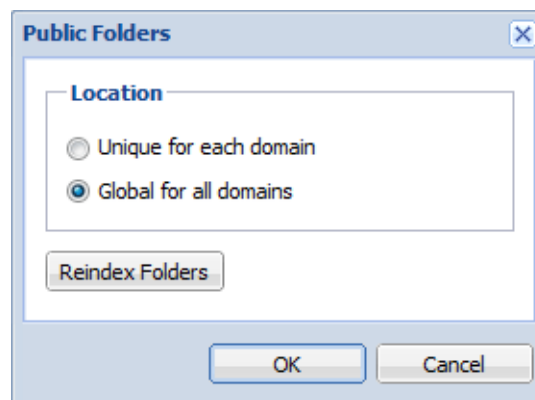 Public Folders
Location
Unique for each domain
Global for all domains
Reindex Folders
OK Cancel